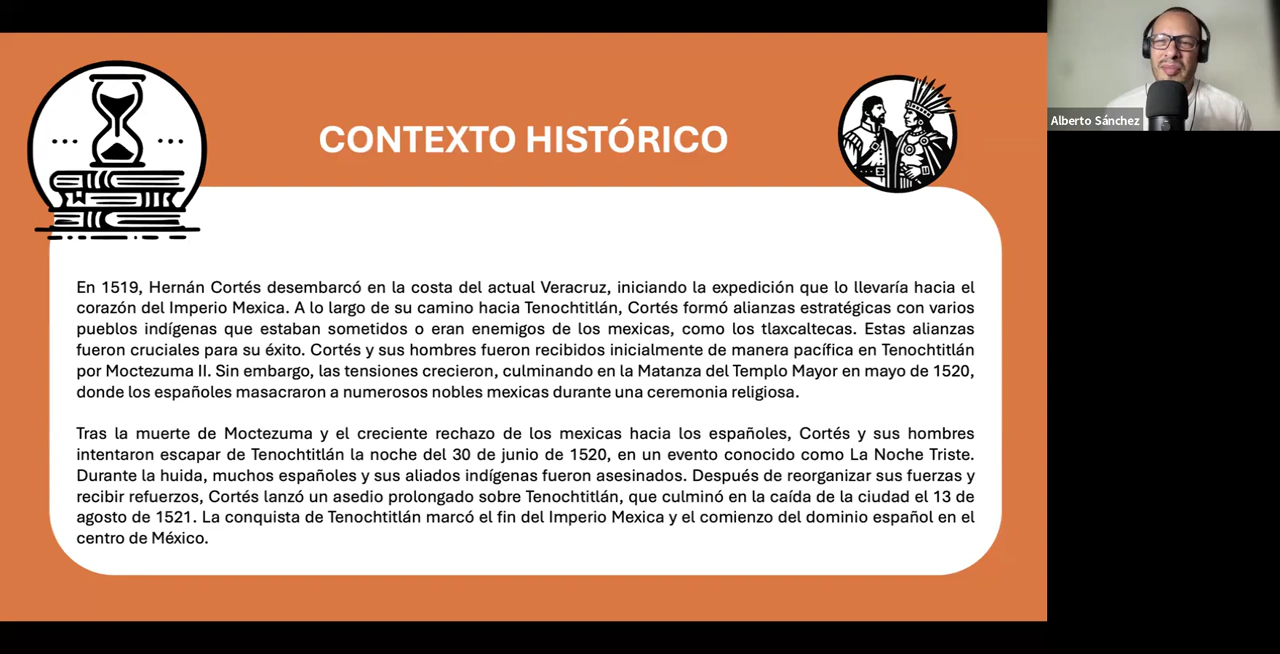 CONTEXTO HISTÓRICO
Alberto Sánchez
En 1519, Hernán Cortés desembarcó en la costa del actual Veracruz, iniciando la expedición que lo llevaría hacia el
corazón del Imperio Mexica. A lo largo de su camino hacia Tenochtitlán, Cortés formó alianzas estratégicas con varios
pueblos indígenas que estaban sometidos o eran enemigos de los mexicas, como los tlaxcaltecas. Estas alianzas
fueron cruciales para su éxito. Cortés y sus hombres fueron recibidos inicialmente de manera pacífica en Tenochtitlán
por Moctezuma II. Sin embargo, las tensiones crecieron, culminando en la Matanza del Templo Mayor en mayo de 1520,
donde los españoles masacraron a numerosos nobles mexicas durante una ceremonia religiosa.
Tras la muerte de Moctezuma y el creciente rechazo de los mexicas hacia los españoles, Cortés y sus hombres
intentaron escapar de Tenochtitlán la noche del 30 de junio de 1520, en un evento conocido como La Noche Triste.
Durante la huida, muchos españoles y sus aliados indígenas fueron asesinados. Después de reorganizar sus fuerzas y
recibir refuerzos, Cortés lanzó un asedio prolongado sobre Tenochtitlán, que culminó en la caída de la ciudad el 13 de
agosto de 1521. La conquista de Tenochtitlán marcó el fin del Imperio Mexica y el comienzo del dominio español en el
centro de México.